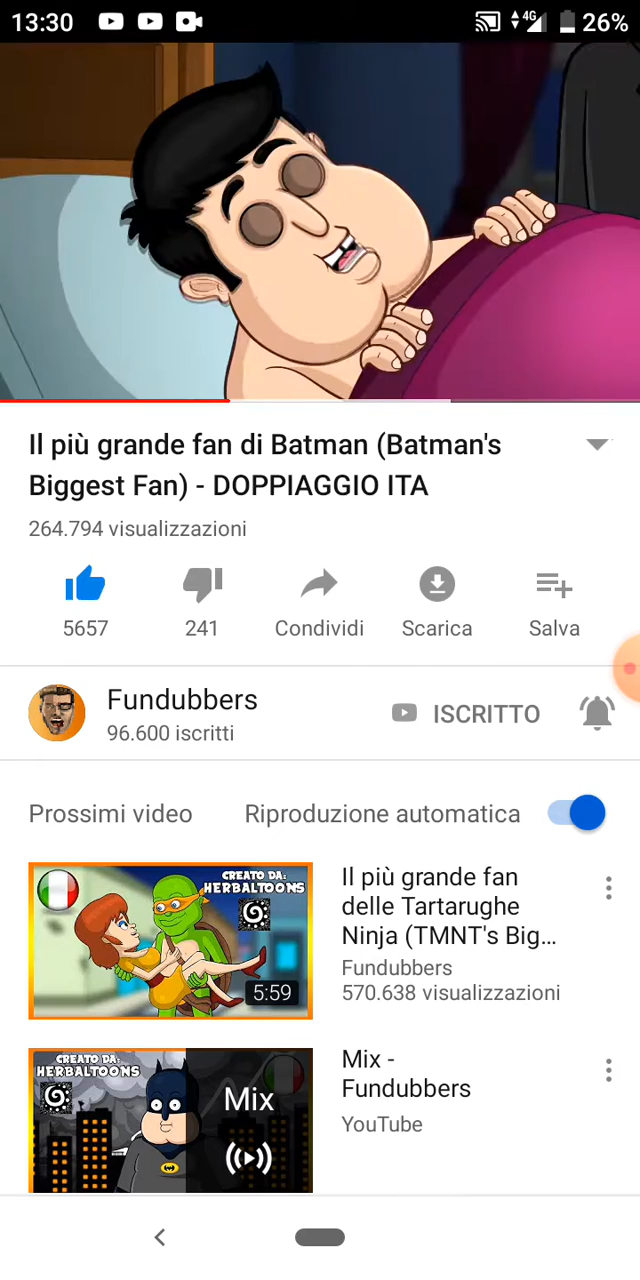 13:30
4G
26%
Il più grande fan di Batman (Batman's
Biggest Fan) - DOPPIAGGIO ITA
264.794 visualizzazioni
5657
241
Condividi
Scarica
Salva
Fundubbers
96.600 iscritti
ISCRITTO
Prossimi video
Riproduzione automatica
CREATO DA:
HERBALTOONS
5:59
Il più grande fan
delle Tartarughe
Ninja (TMNT's Big...
Fundubbers
570.638 visualizzazioni
CREATO DA:
HERBALTOONS
Mix
Mix -
Fundubbers
YouTube